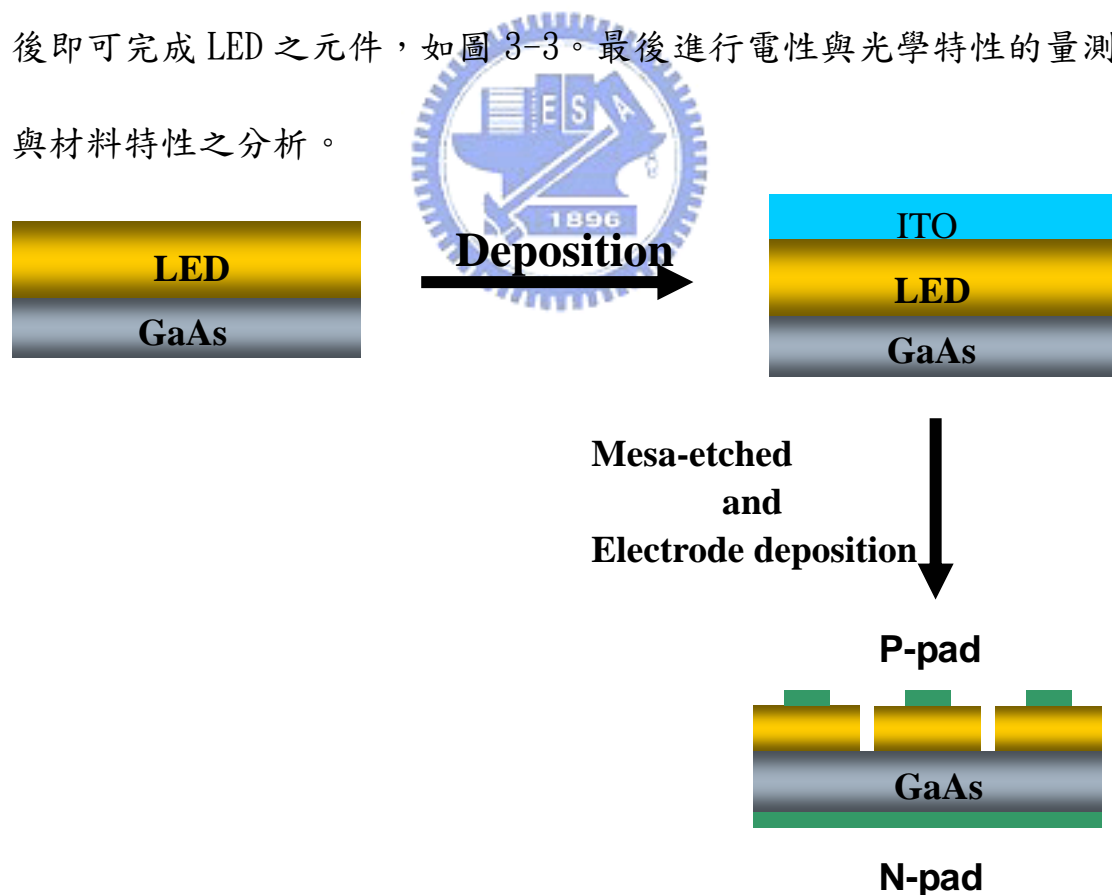 後即可完成 LED 之元件，如圖 3-3。最後進行電性與光學特性的量測
與材料特性之分析。
ESA
1896
LED
GaAs
Deposition
ITO
LED
GaAs
Mesa-etched
and
Electrode deposition
P-pad
GaAs
N-pad